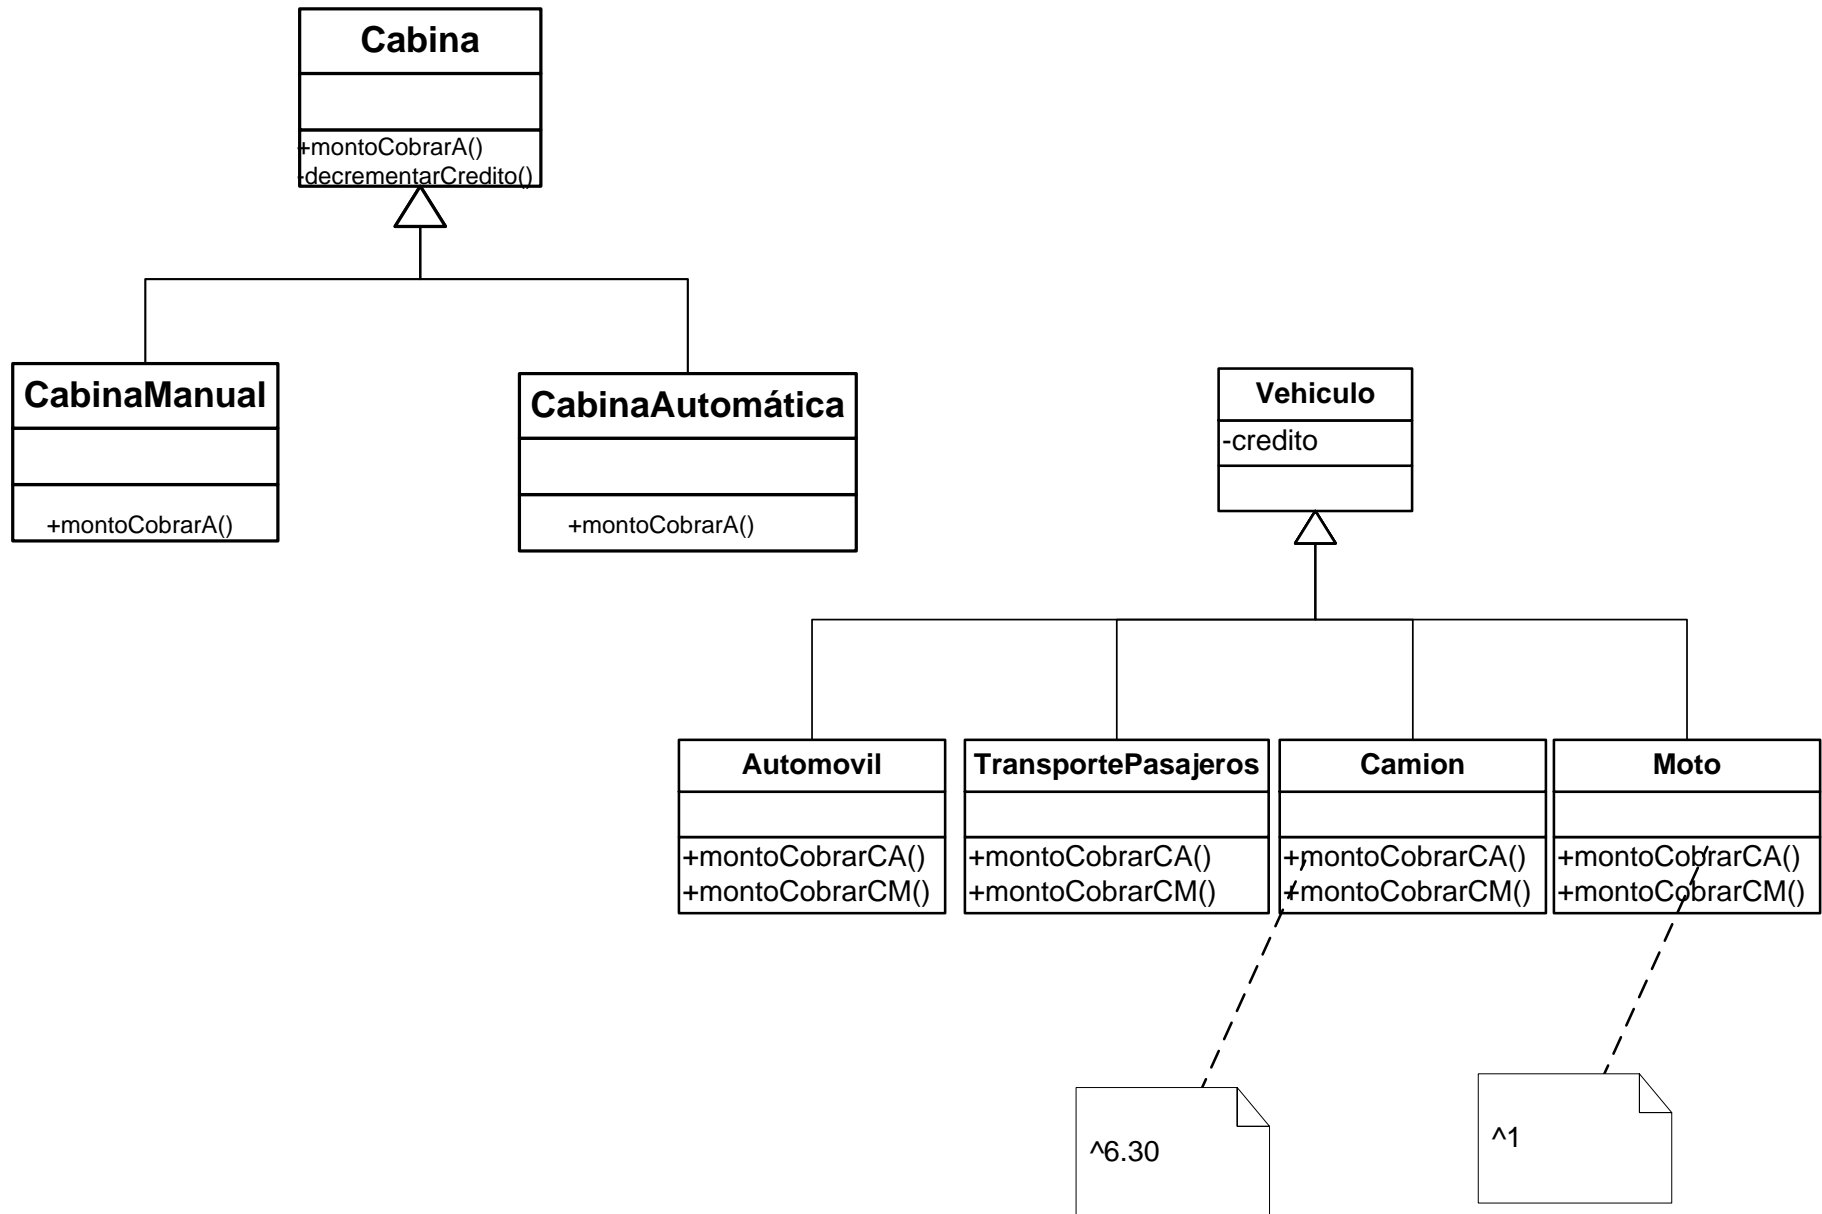 Cabina
+montoCobrarA()
-decrementarCredito()
CabinaManual
+montoCobrarA()
CabinaAutomática
+montoCobrarA()
Vehiculo
-credito
Automovil
+montoCobrarCA()
+montoCobrarCM()
TransportePasajeros
+montoCobrarCA()
+montoCobrarCM()
Camion
+montoCobrarCA()
+montoCobrarCM()
Moto
+montoCobrarCA()
+montoCobrarCM()
^6.30
^1